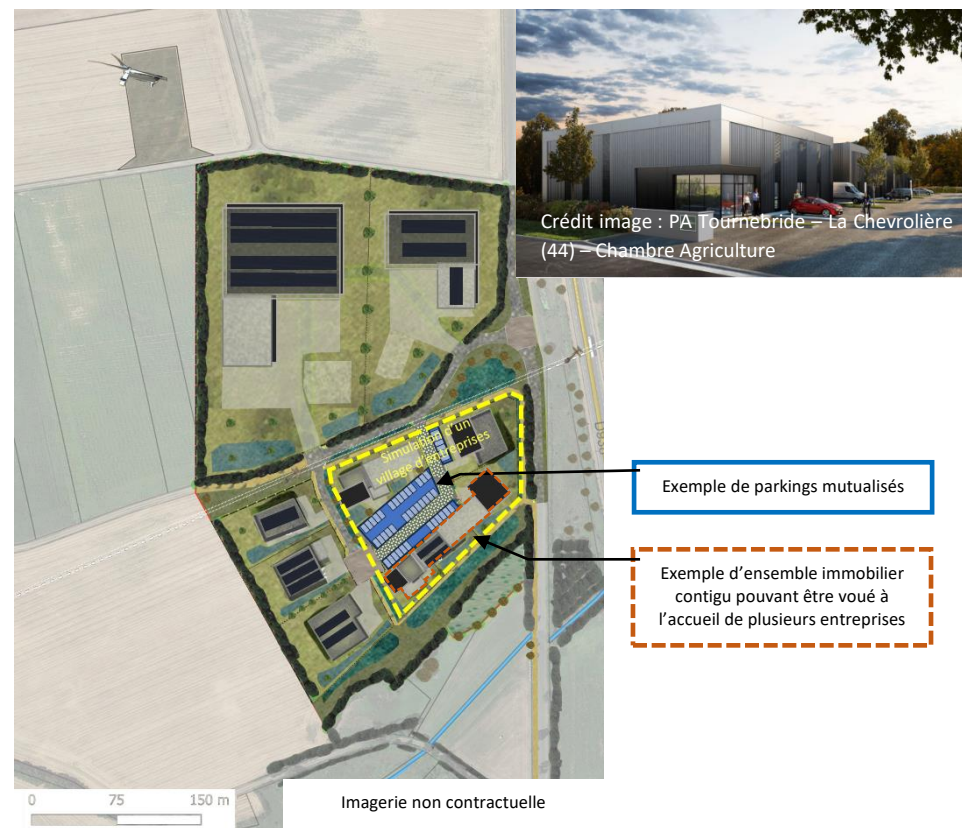 Crédit image : PA Tournebride – La Chevrolière
(44) – Chambre Agriculture
Simulation d'un
village d'entreprises
Exemple de parkings mutualisés
Exemple d’ensemble immobilier
contigu pouvant être voué à
l’accueil de plusieurs entreprises
0 75 150 m
Imagerie non contractuelle